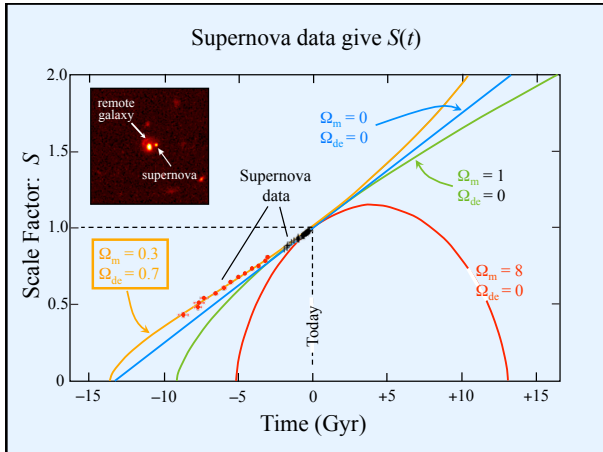 Supernova data give S(t)
Scale Factor: S
2.0
1.5
1.0
0.5
0
remote
galaxy
supernova
Supernova
data
Ωm = 0
Ωde = 0
Ωm = 1
Ωde = 0
Ωm = 0.3
Ωde = 0.7
Ωm = 8
Ωde = 0
Today
−15
−10
−5
0
+5
+10
+15
Time (Gyr)